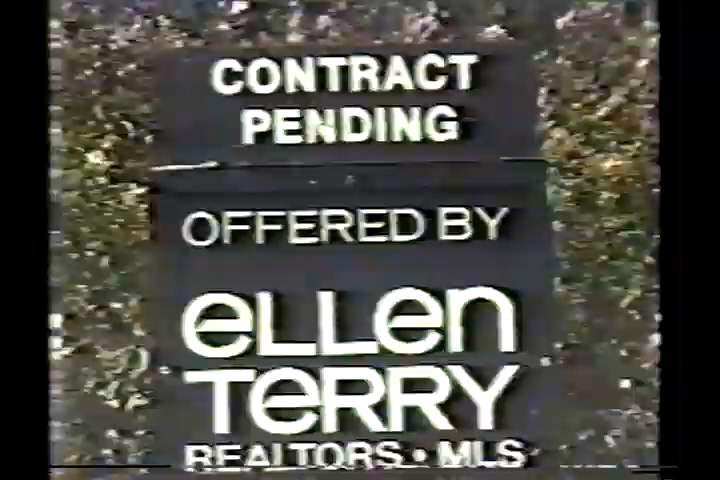 CONTRACT
PENDING
OFFERED BY
eLLen
TeRRY
REALTORS • MLS